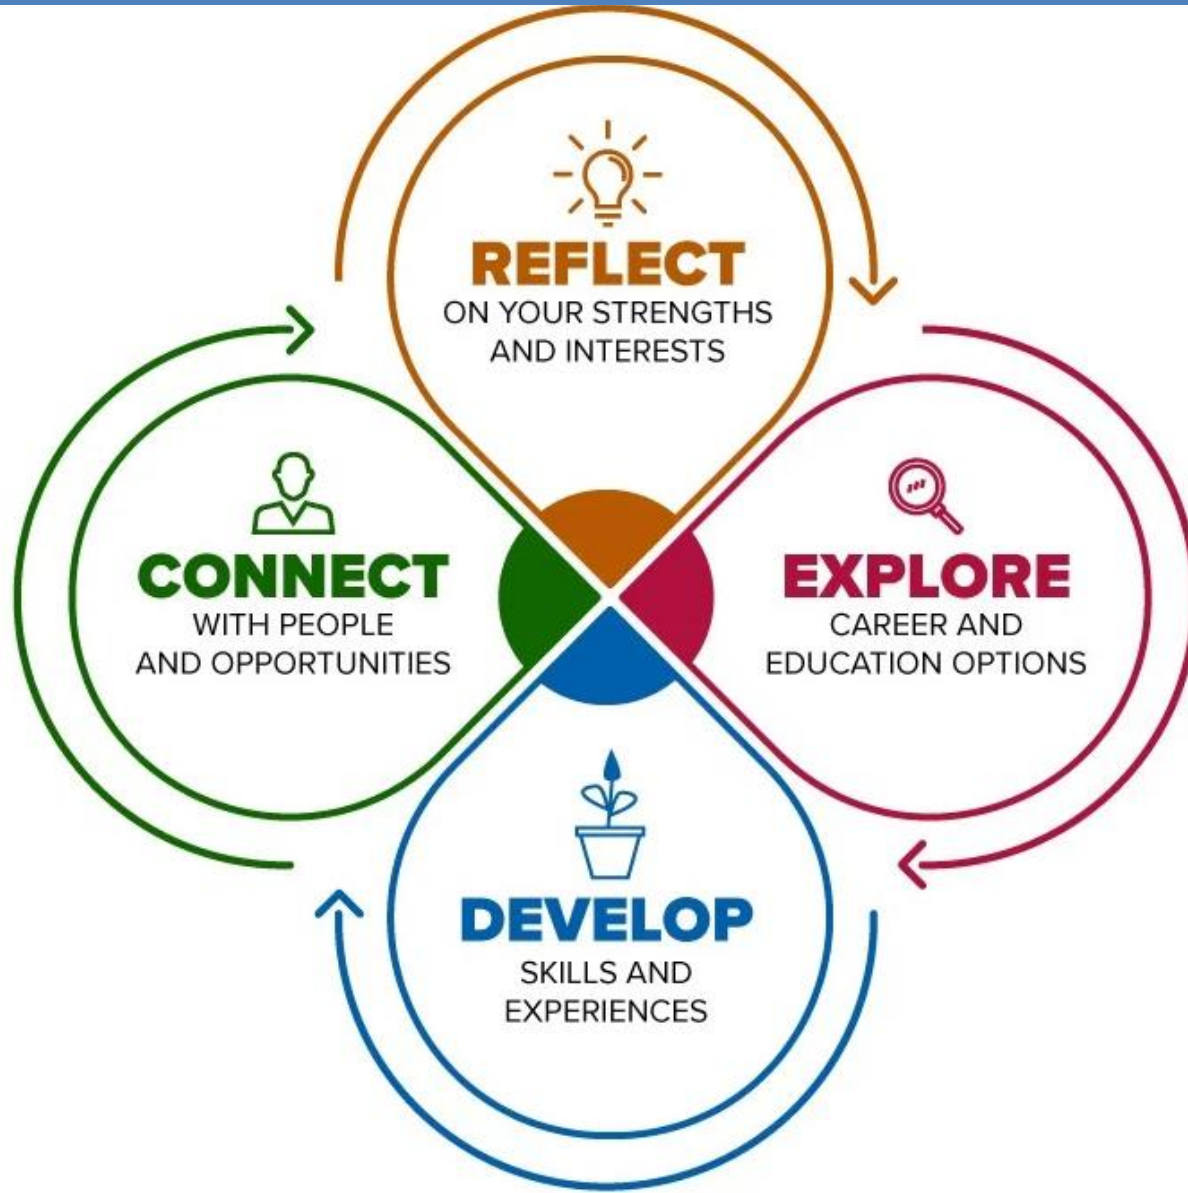 REFLECT
ON YOUR STRENGTHS
AND INTERESTS
CONNECT
WITH PEOPLE
AND OPPORTUNITIES
EXPLORE
CAREER AND
EDUCATION OPTIONS
DEVELOP
SKILLS AND
EXPERIENCES